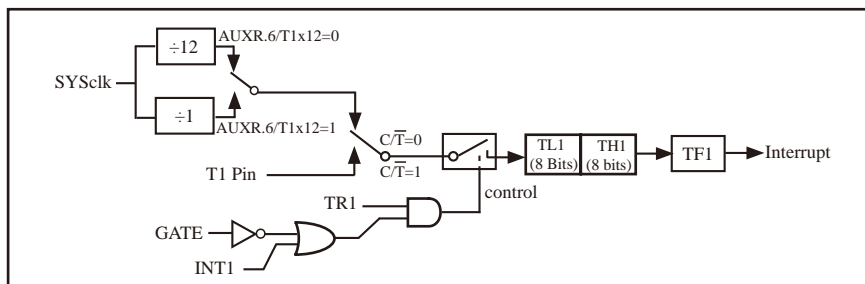 ÷12
AUXR.6/T1x12=0
SYSclk
÷1
AUXR.6/T1x12=1
C/T̅=0
C/T̅=1
T1 Pin
TL1
(8 Bits)
TH1
(8 bits)
TF1
Interrupt
control
TR1
GATE
INT1